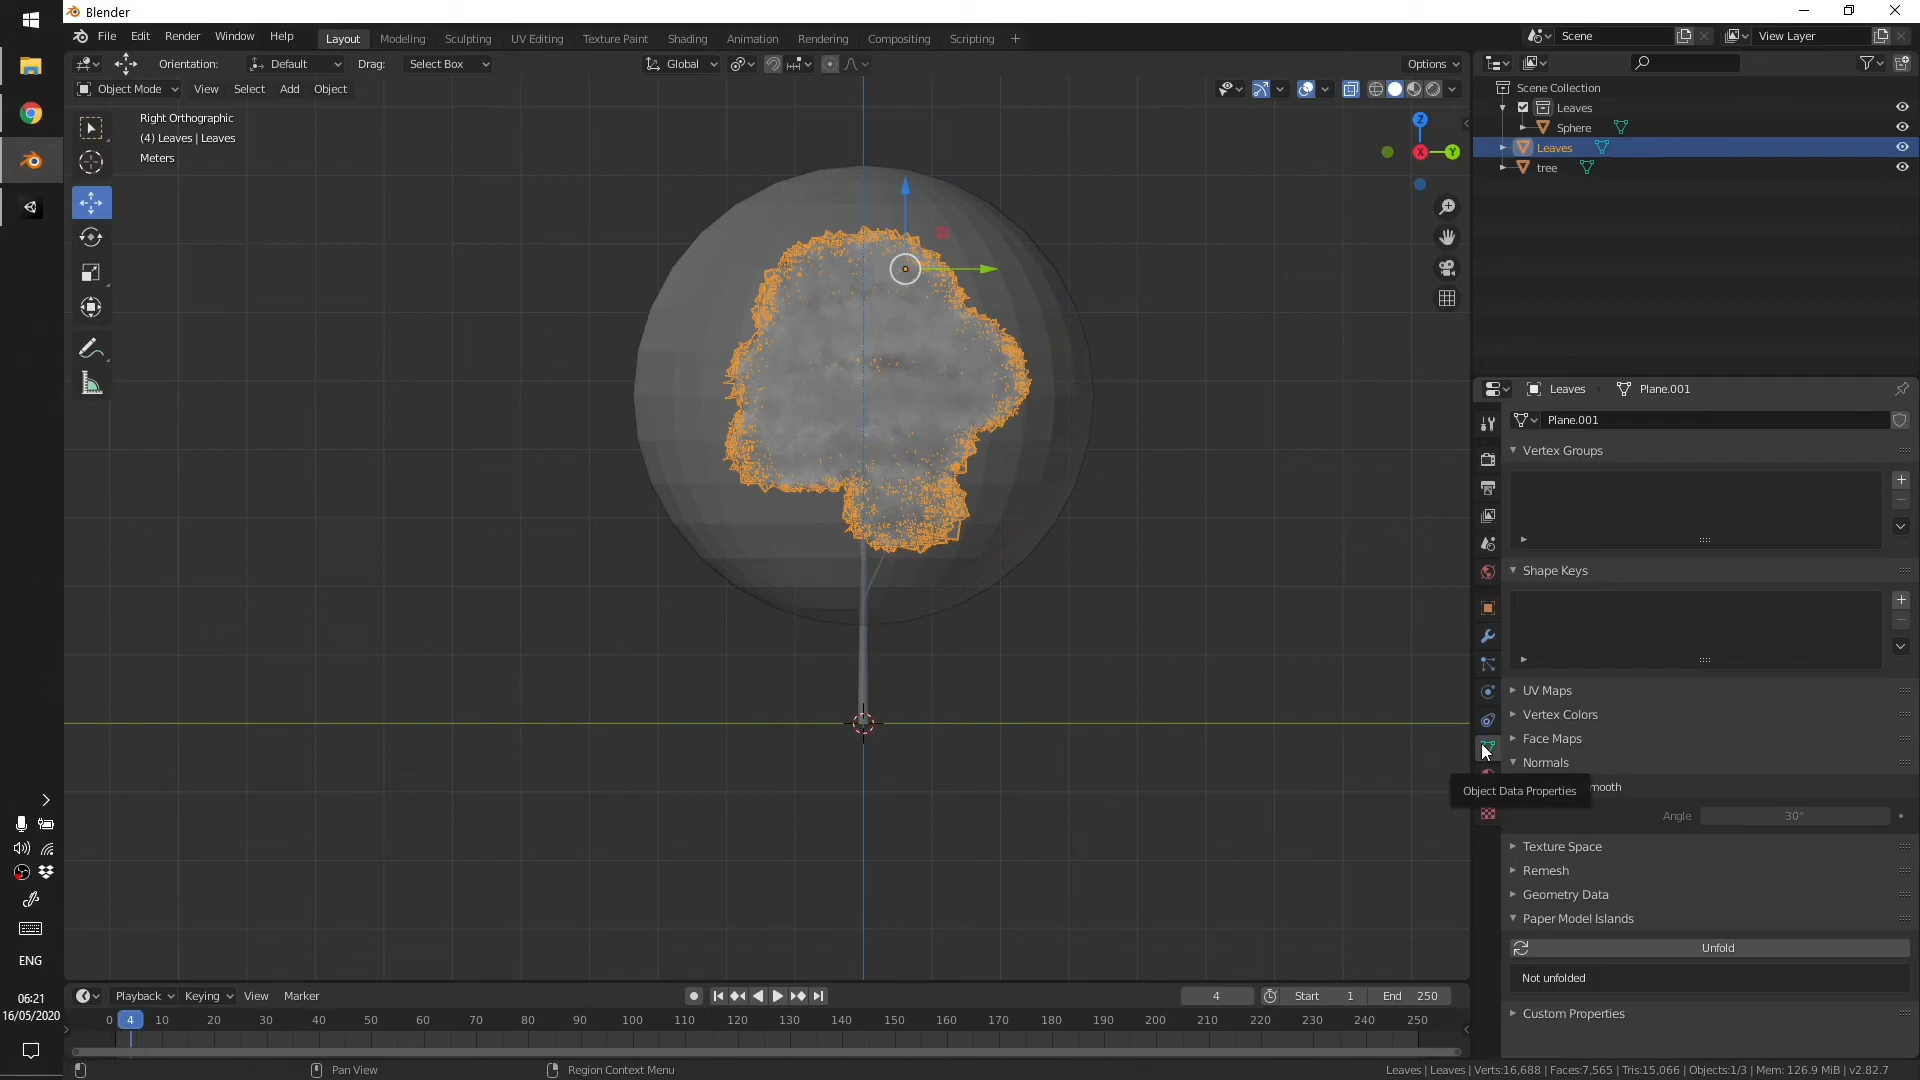 Blender
File Edit Render Window Help
Layout Modeling Sculpting UV Editing Texture Paint Shading Animation Rendering Compositing Scripting +
Scene
View Layer
Orientation: Default Drag: Select Box
Global
Options
Object Mode View Select Add Object
Right Orthographic
(4) Leaves | Leaves
Meters
Z
X
Y
Scene Collection
Leaves
Sphere
Leaves
tree
Leaves
Plane.001
Plane.001
Vertex Groups
Shape Keys
UV Maps
Vertex Colors
Face Maps
Normals
mooth
Object Data Properties
Angle 30°
Texture Space
Remesh
Geometry Data
Paper Model Islands
Unfold
Not unfolded
Custom Properties
ENG
06:21
16/05/2020
Playback Keying View Marker
4
Start 1 End 250
0 4 10 20 30 40 50 60 70 80 90 100 110 120 130 140 150 160 170 180 190 200 210 220 230 240 250
Pan View
Region Context Menu
Leaves | Leaves | Verts:16,688 | Faces:7,565 | Tris:15,066 | Objects:1/3 | Mem: 126.9 MiB | v2.82.7